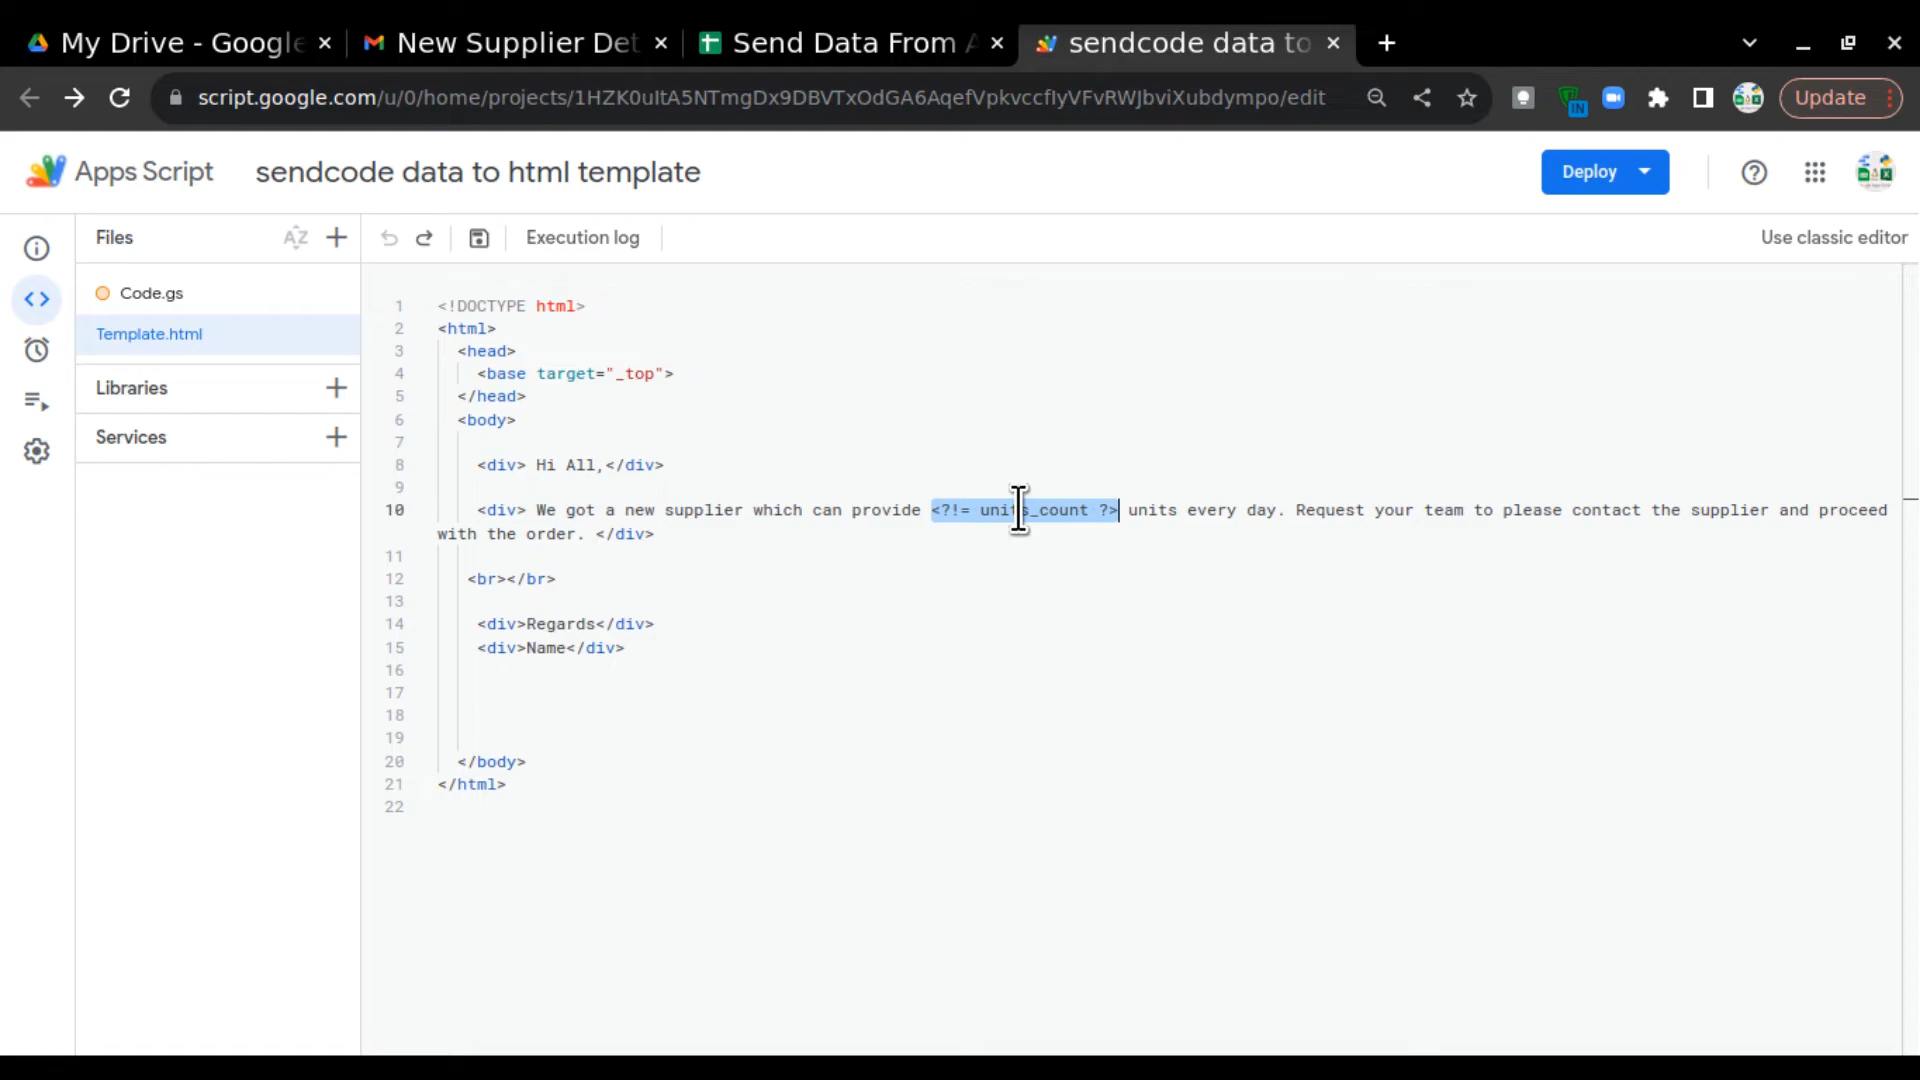 My Drive - Google
New Supplier Det
Send Data From A
sendcode data to
script.google.com/u/0/home/projects/1HZK0uItA5NTmgDx9DBVTxOdGA6AqefVpkvccfIyVFvRWJbviXubdympo/edit
IN
Update
Apps Script
sendcode data to html template
Deploy
Files
AZ
Execution log
Use classic editor
Code.gs
Template.html
Libraries
Services
1 <!DOCTYPE html>
2 <html>
3 <head>
4 <base target="_top">
5 </head>
6 <body>
7
8 <div> Hi All,</div>
9
10 <div> We got a new supplier which can provide <?!= units_count ?> units every day. Request your team to please contact the supplier and proceed
with the order. </div>
11
12 <br></br>
13
14 <div>Regards</div>
15 <div>Name</div>
16
17
18
19
20 </body>
21 </html>
22